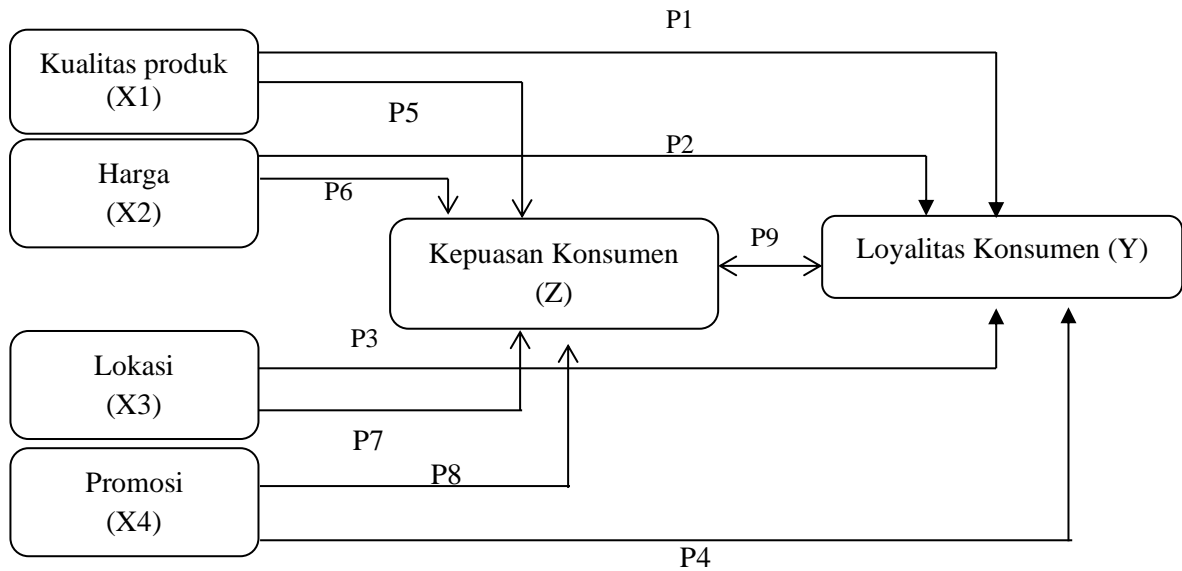 P1
Kualitas produk
(X1)
P5
P2
Harga
(X2)
P6
P9
Kepuasan Konsumen
(Z)
Loyalitas Konsumen (Y)
P3
Lokasi
(X3)
P7
P8
Promosi
(X4)
P4